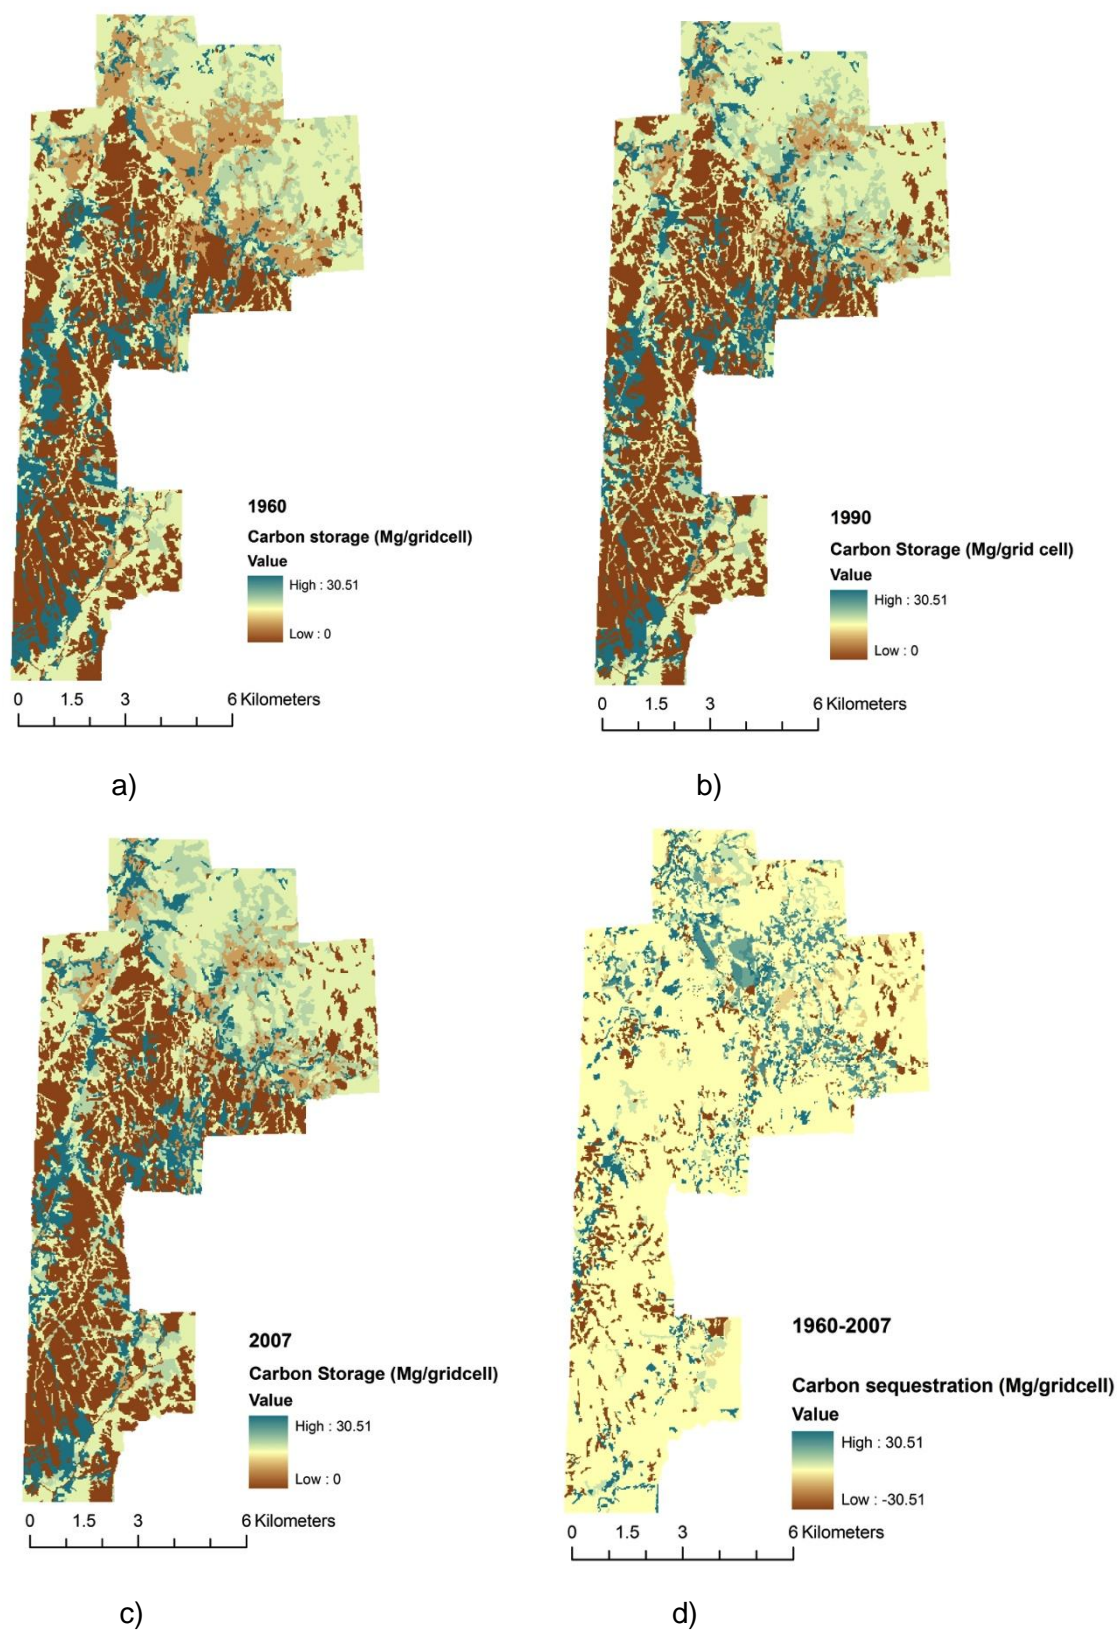 1960
Carbon storage (Mg/gridcell)
Value
High : 30.51
Low : 0
0 1.5 3 6 Kilometers
a)
1990
Carbon Storage (Mg/grid cell)
Value
High : 30.51
Low : 0
0 1.5 3 6 Kilometers
b)
2007
Carbon Storage (Mg/gridcell)
Value
High : 30.51
Low : 0
0 1.5 3 6 Kilometers
c)
1960-2007
Carbon sequestration (Mg/gridcell)
Value
High : 30.51
Low : -30.51
0 1.5 3 6 Kilometers
d)